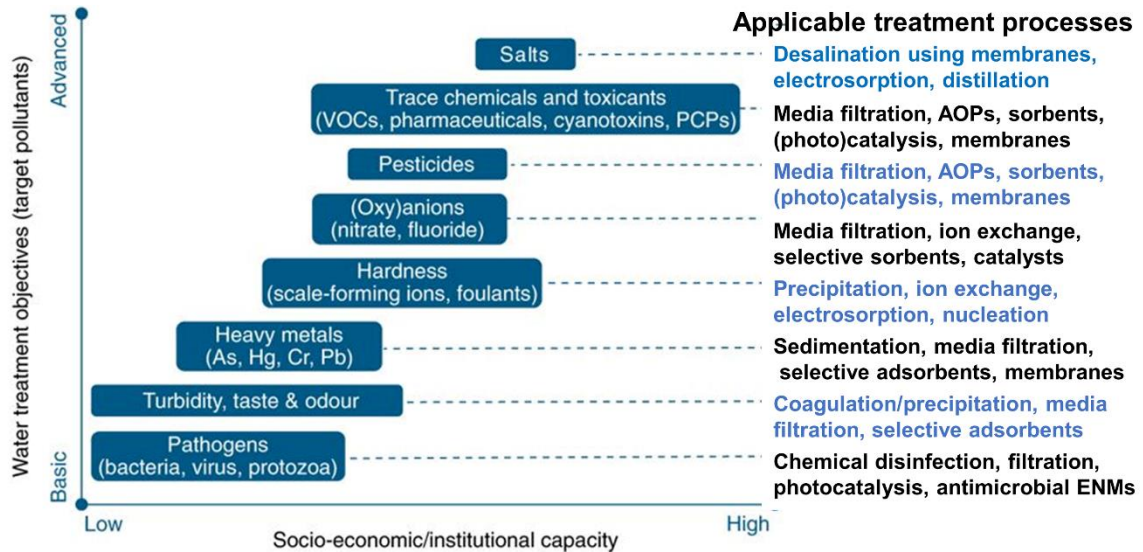 Applicable treatment processes
Water treatment objectives (target pollutants)
Advanced
Basic
Salts
Desalination using membranes,
electrosorption, distillation
Trace chemicals and toxicants
(VOCs, pharmaceuticals, cyanotoxins, PCPs)
Media filtration, AOPs, sorbents,
(photo)catalysis, membranes
Pesticides
Media filtration, AOPs, sorbents,
(photo)catalysis, membranes
(Oxy)anions
(nitrate, fluoride)
Media filtration, ion exchange,
selective sorbents, catalysts
Hardness
(scale-forming ions, foulants)
Precipitation, ion exchange,
electrosorption, nucleation
Heavy metals
(As, Hg, Cr, Pb)
Sedimentation, media filtration,
selective adsorbents, membranes
Turbidity, taste & odour
Coagulation/precipitation, media
filtration, selective adsorbents
Pathogens
(bacteria, virus, protozoa)
Chemical disinfection, filtration,
photocatalysis, antimicrobial ENMs
Low
High
Socio-economic/institutional capacity